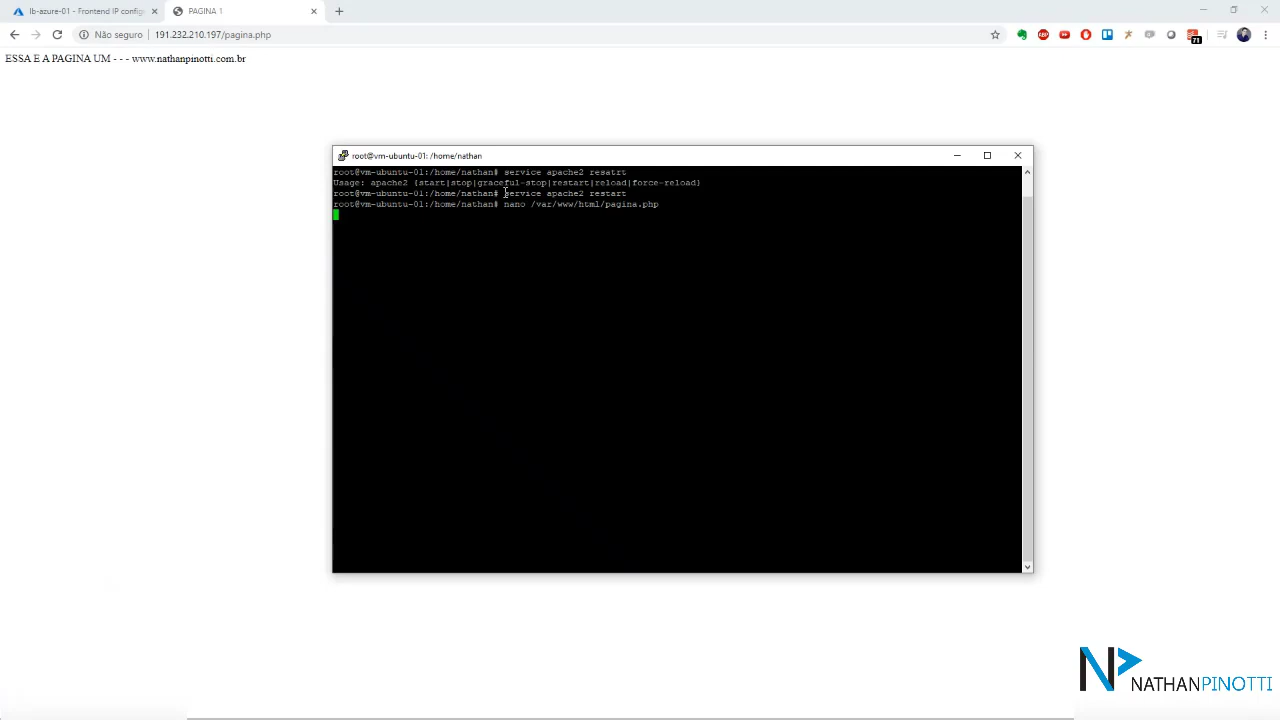 lb-azure-01 - Frontend IP config
PAGINA 1
Não seguro
191.232.210.197/pagina.php
ABP
71
ESSA E A PAGINA UM - - - www.nathanpinotti.com.br
root@vm-ubuntu-01: /home/nathan
root@vm-ubuntu-01:/home/nathan# service apache2 resatrt
Usage: apache2 {start|stop|graceful-stop|restart|reload|force-reload}
root@vm-ubuntu-01:/home/nathan# service apache2 restart
root@vm-ubuntu-01:/home/nathan# nano /var/www/html/pagina.php
NATHANPINOTTI